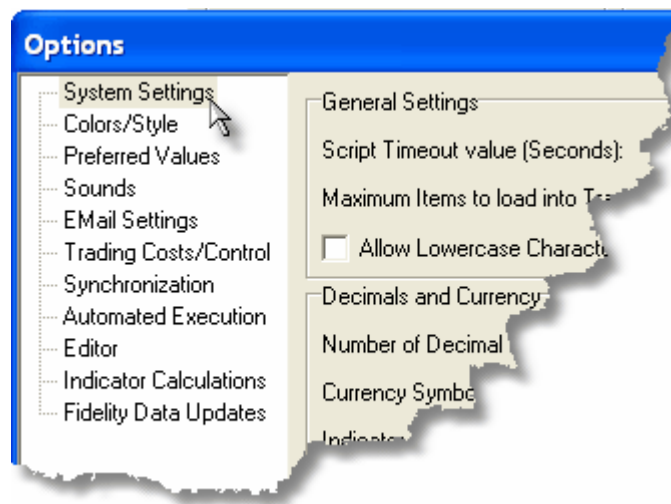 Options
System Settings
Colors/Style
Preferred Values
Sounds
EMail Settings
Trading Costs/Control
Synchronization
Automated Execution
Editor
Indicator Calculations
Fidelity Data Updates
General Settings
Script Timeout value (Seconds):
Maximum Items to load into
Allow Lowercase
Decimals and Currency
Number of Decimal
Currency